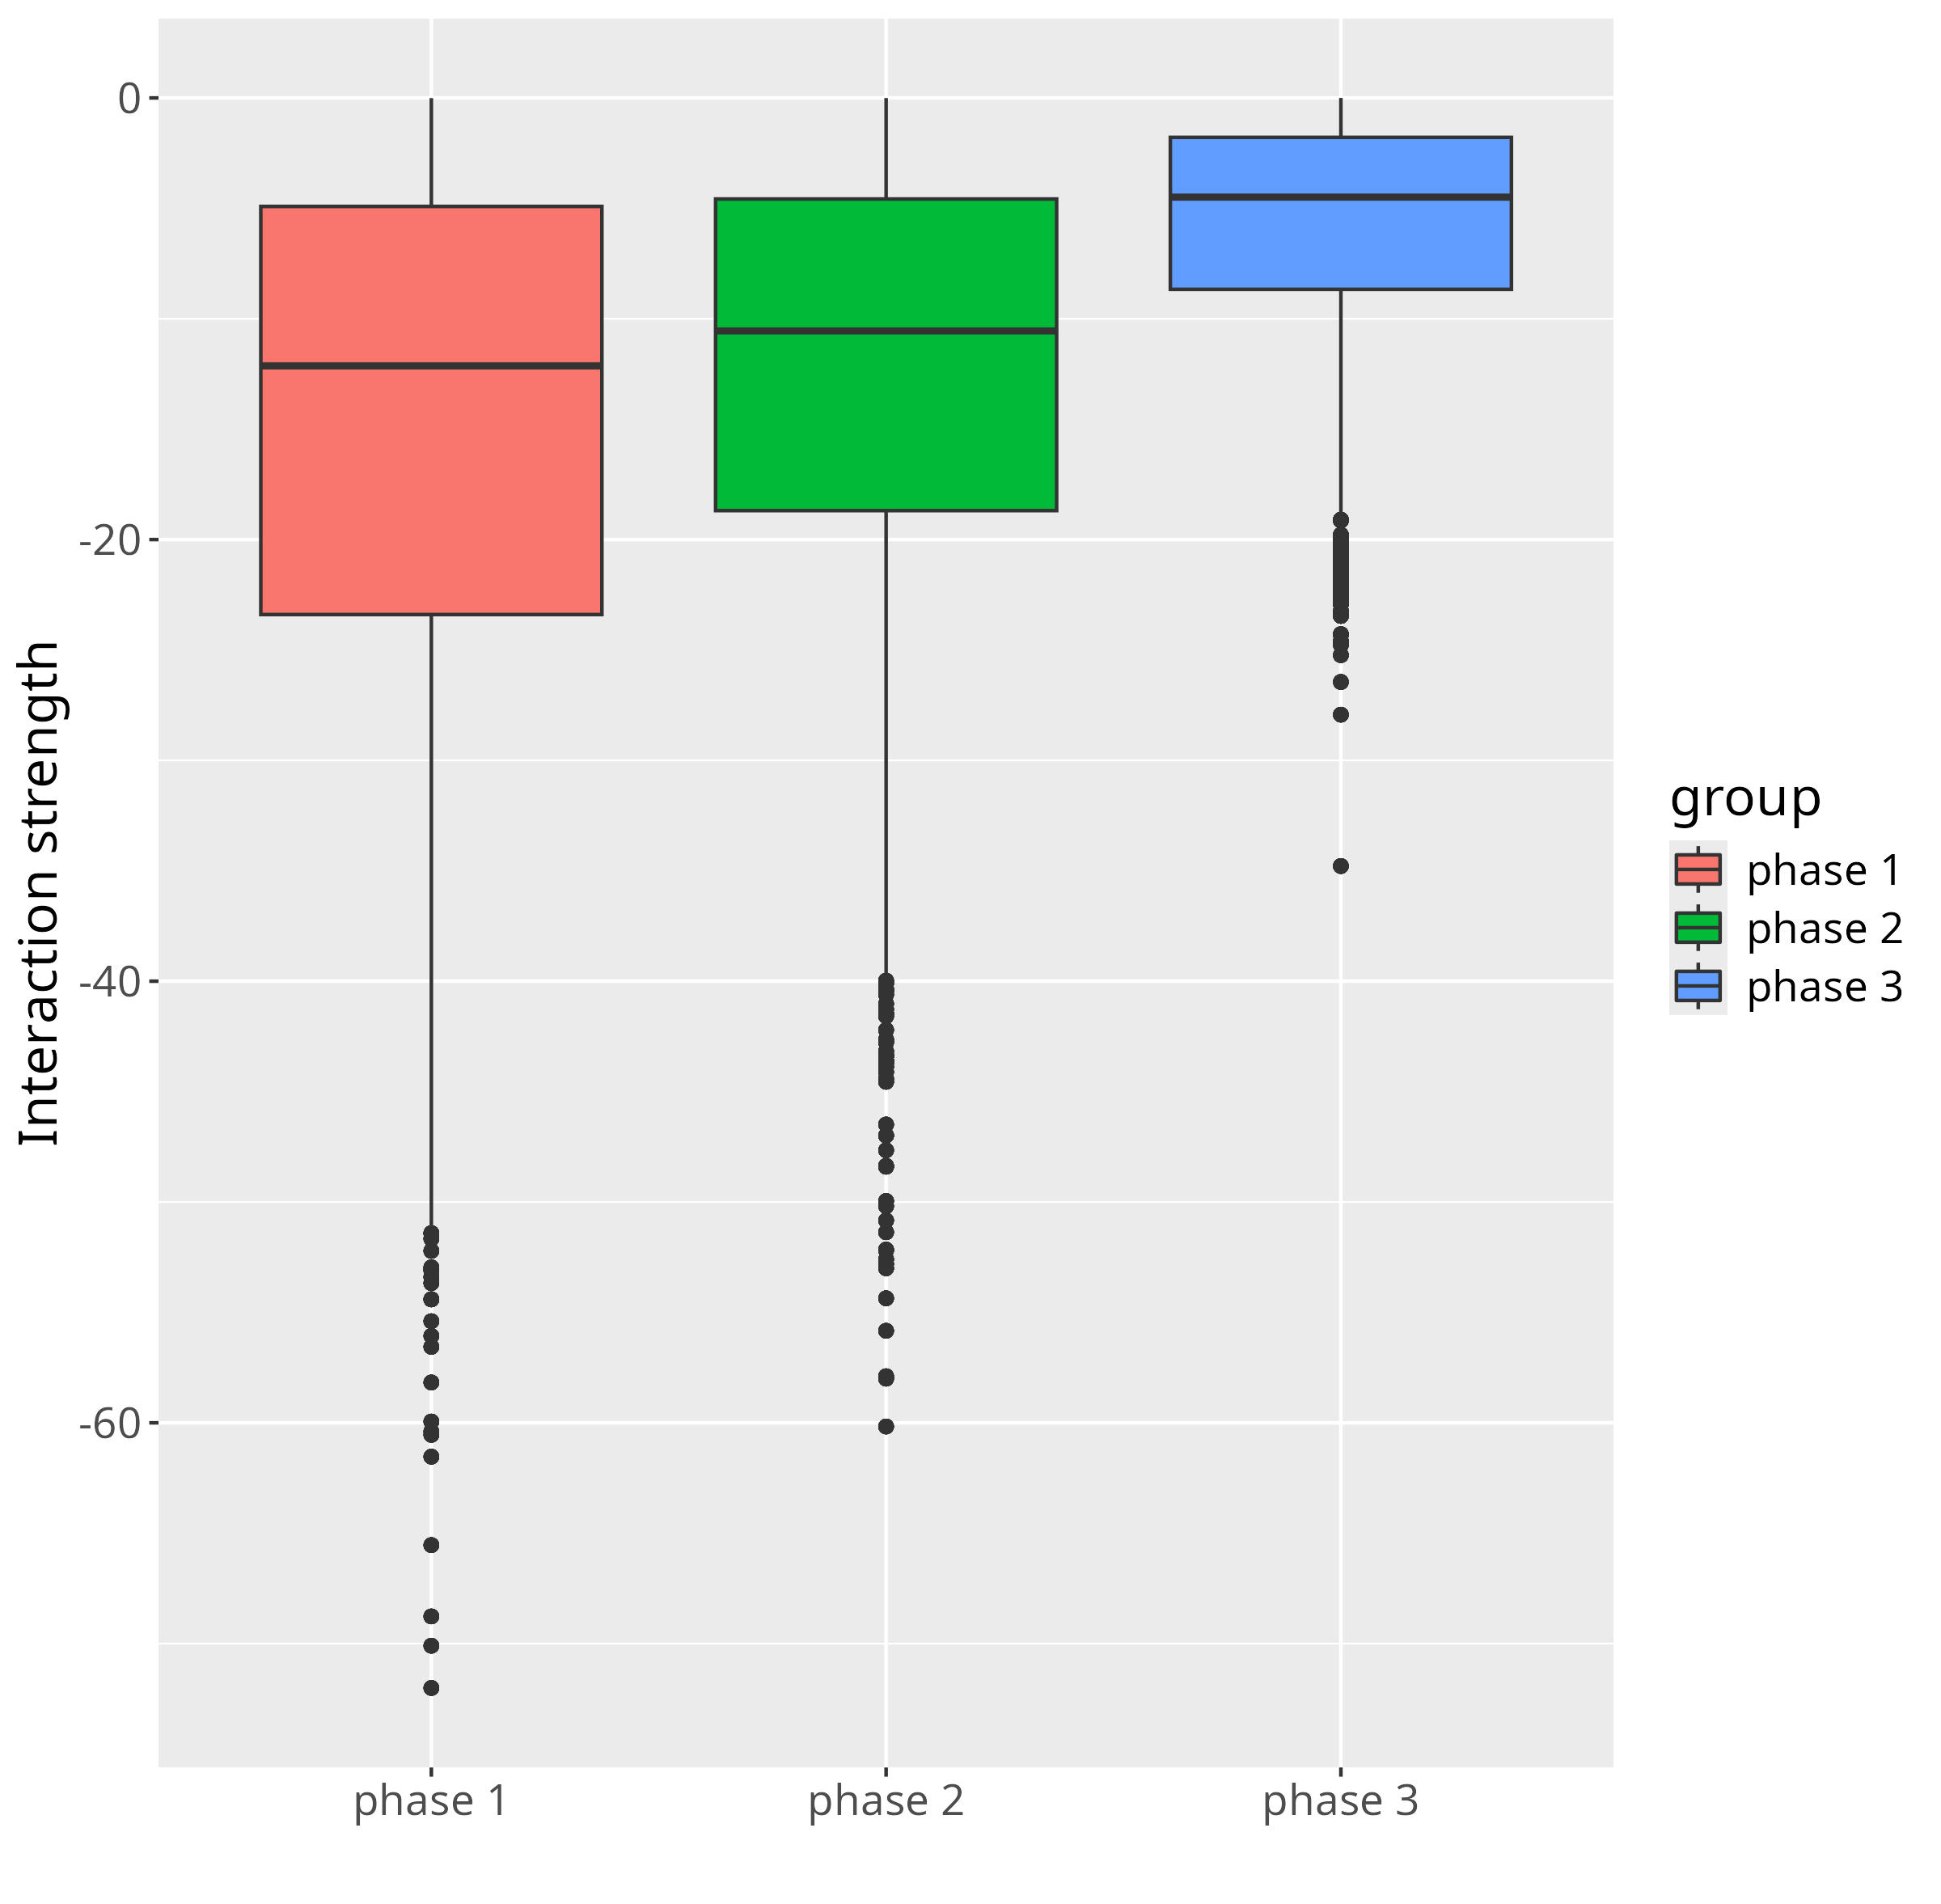 Interaction strength
0
-20
-40
-60
phase 1
phase 2
phase 3
group
phase 1
phase 2
phase 3